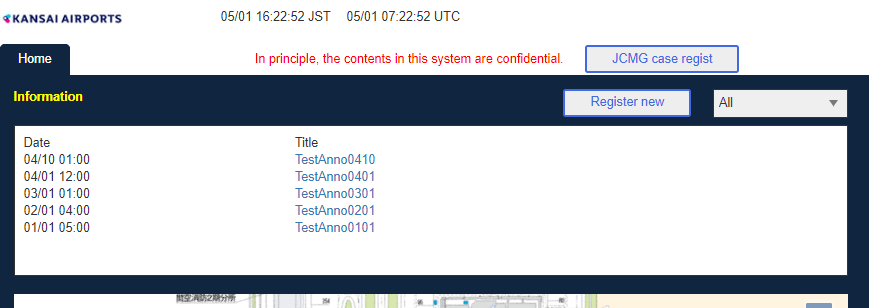 KANSAI AIRPORTS
05/01 16:22:52 JST 05/01 07:22:52 UTC
Home
In principle, the contents in this system are confidential.
JCMG case regist
Information
Register new
All
Date Title
04/10 01:00 TestAnno0410
04/01 12:00 TestAnno0401
03/01 01:00 TestAnno0301
02/01 04:00 TestAnno0201
01/01 05:00 TestAnno0101